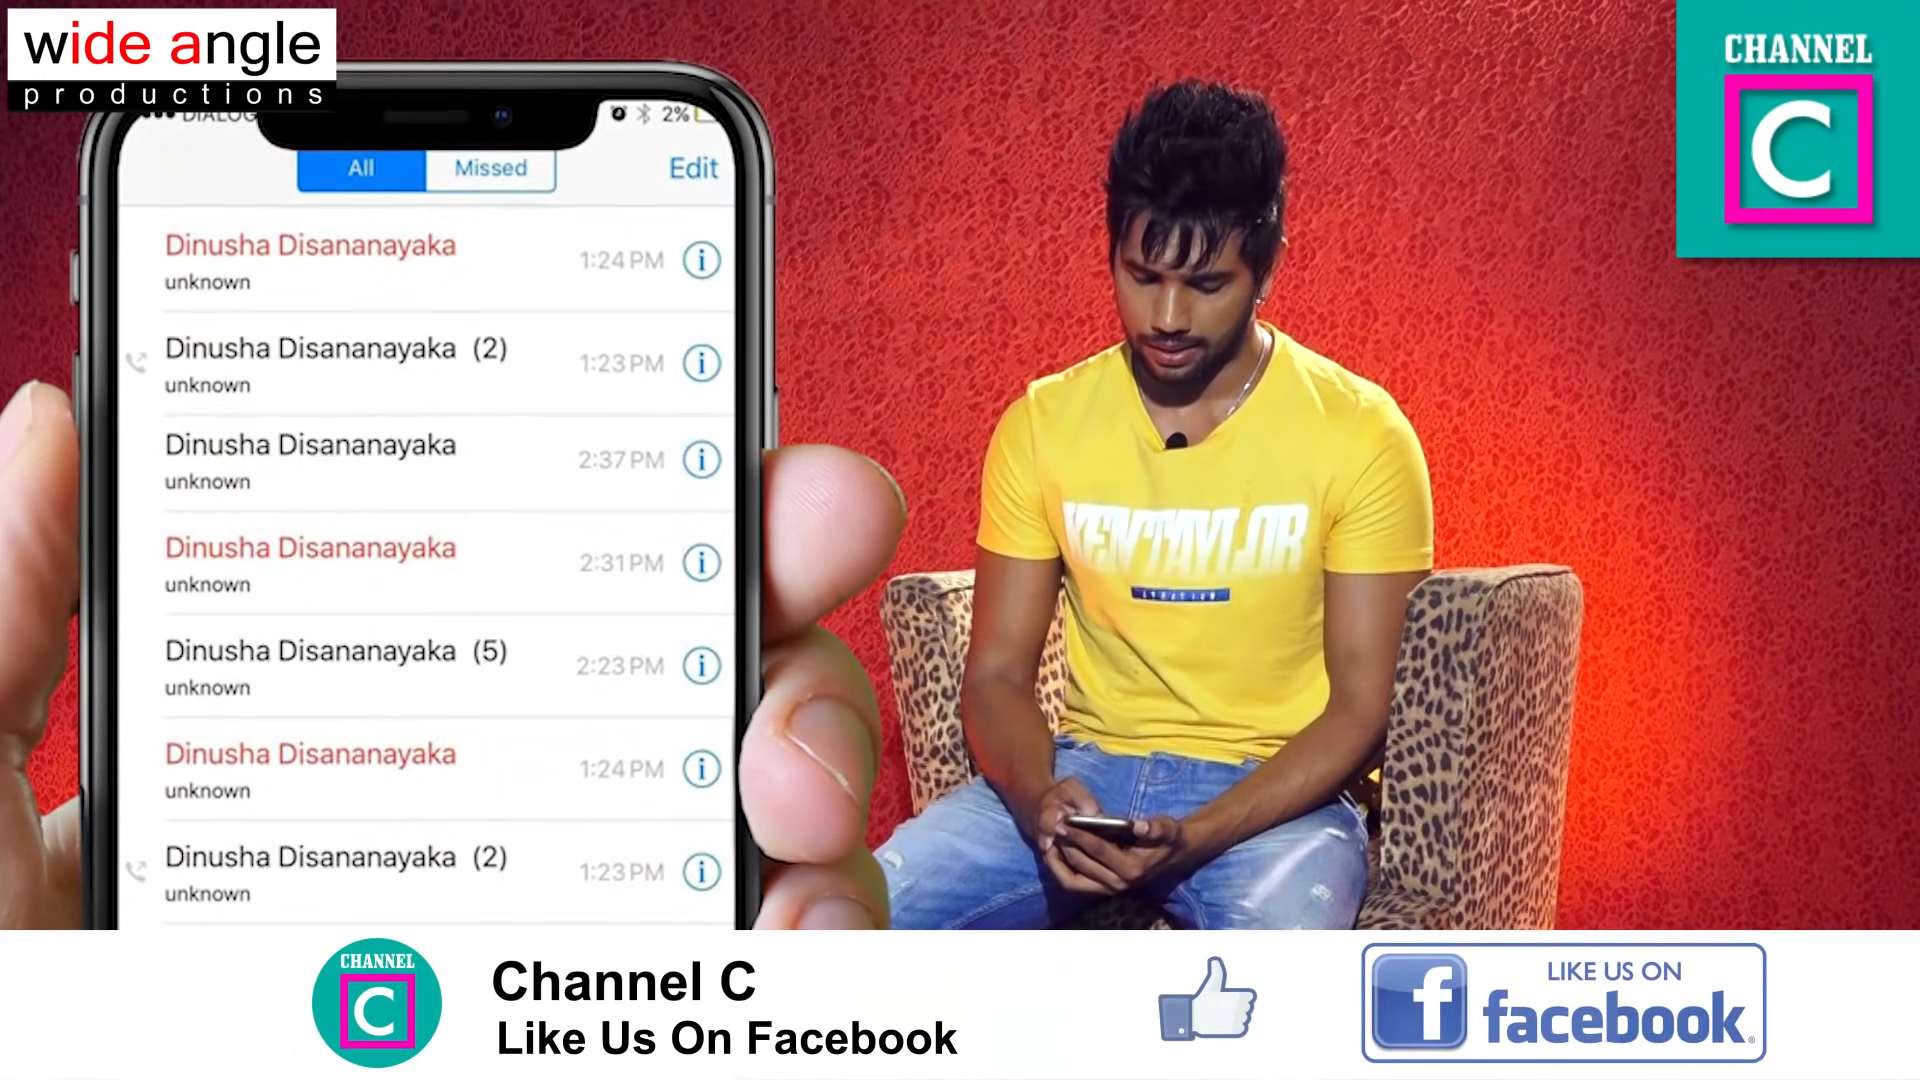 wide angle
productions
CHANNEL
C
DIALOG
2%
All
Missed
Edit
Dinusha Disananayaka
1:24 PM
unknown
Dinusha Disananayaka (2)
1:23 PM
unknown
Dinusha Disananayaka
2:37 PM
unknown
Dinusha Disananayaka
2:31 PM
unknown
Dinusha Disananayaka (5)
2:23 PM
unknown
Dinusha Disananayaka
1:24 PM
unknown
Dinusha Disananayaka (2)
1:23 PM
unknown
KENTAYLOR
CHANNEL
C
Channel C
Like Us On Facebook
f
LIKE US ON
facebook